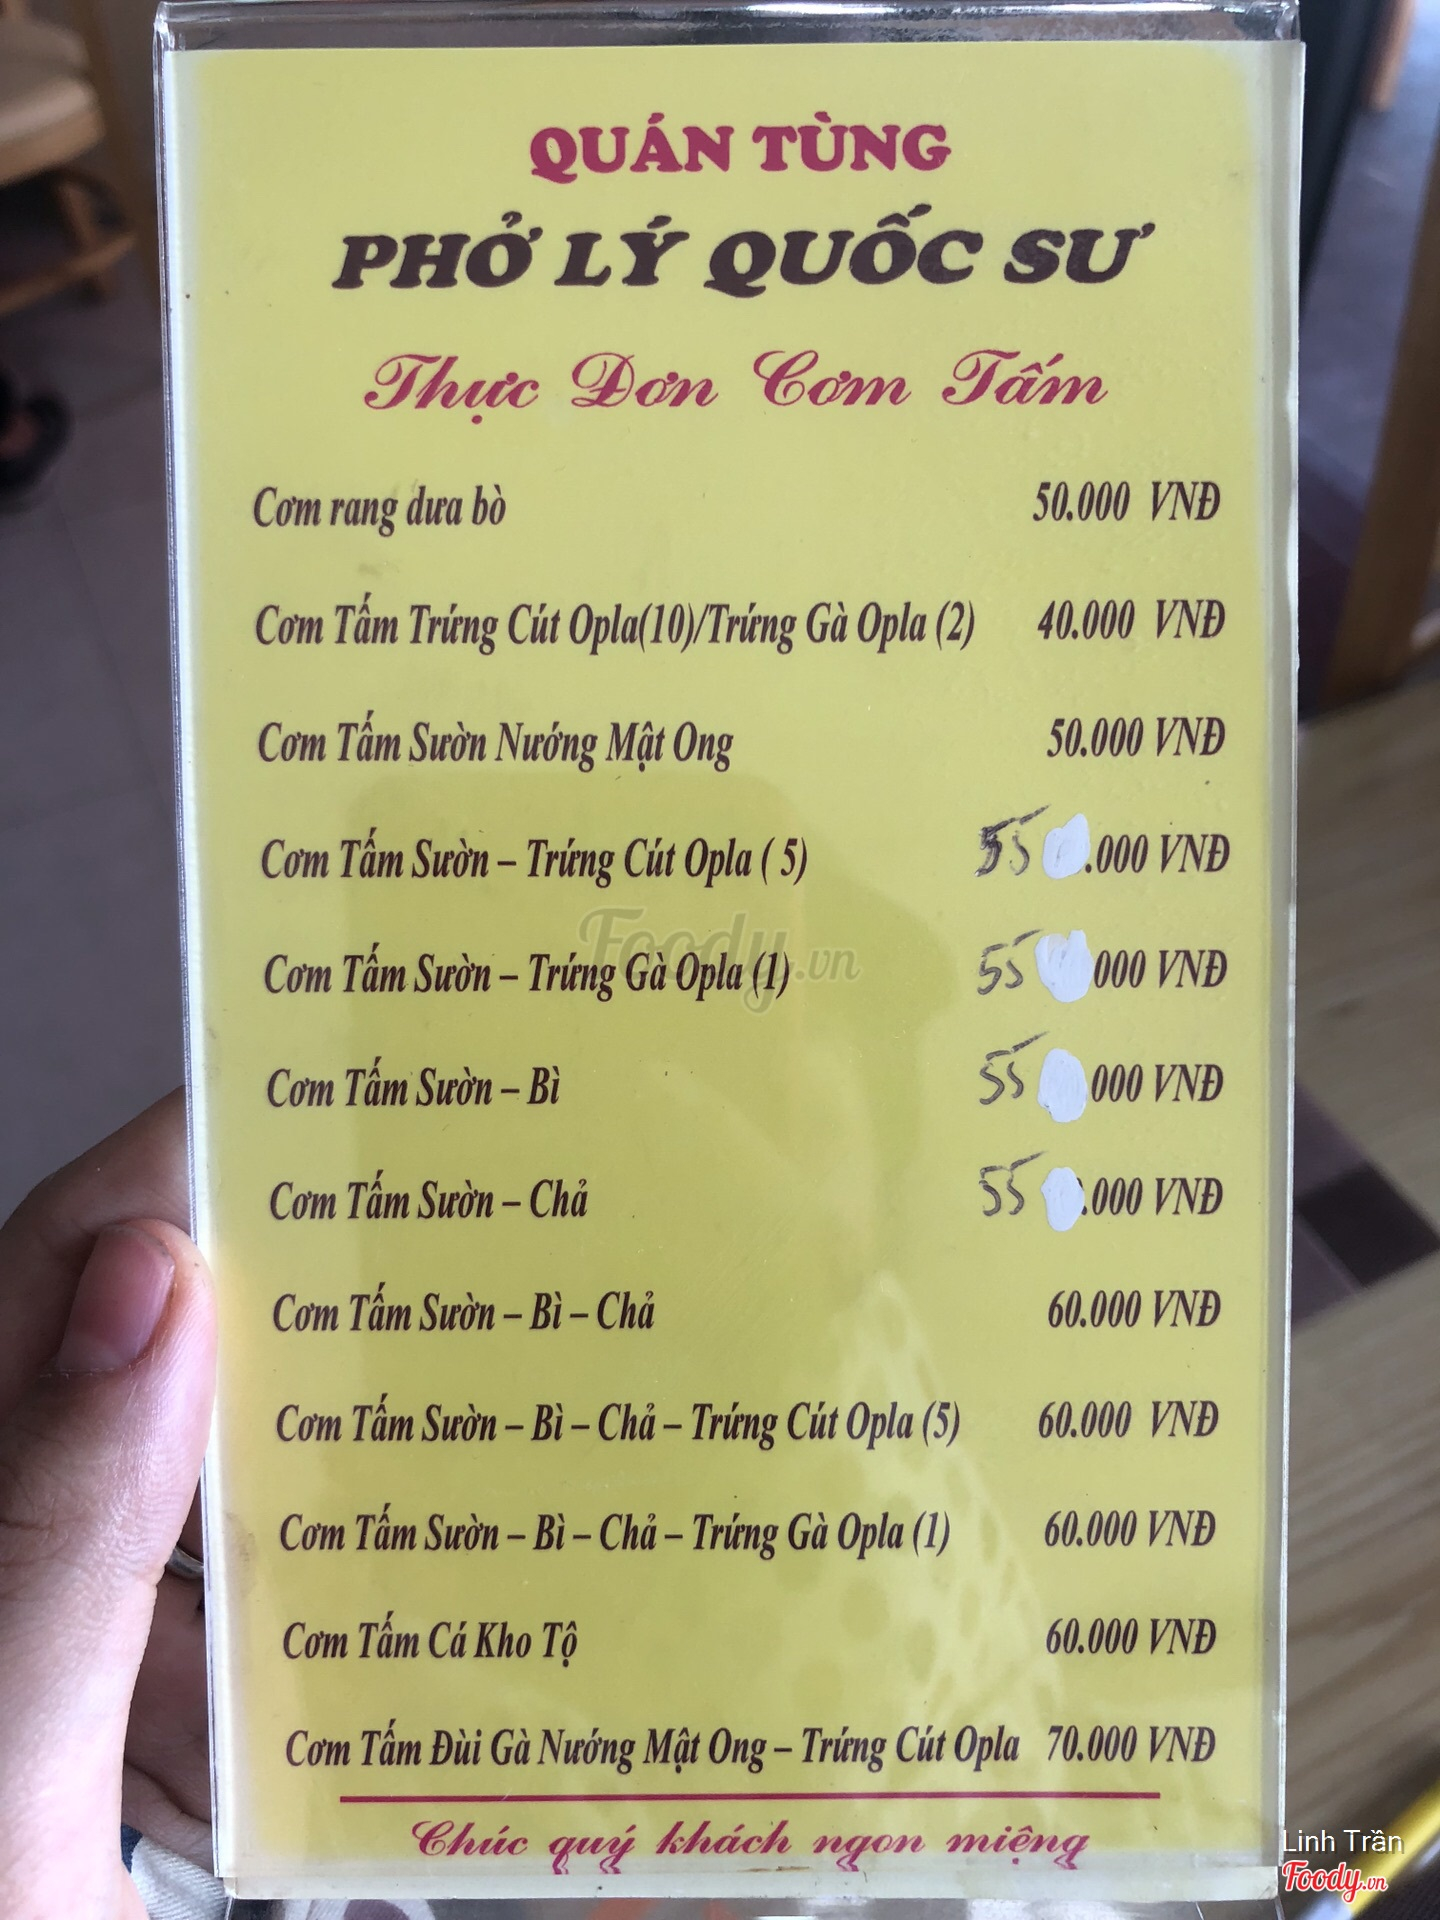 QUÁN TÙNG
PHỞ LÝ QUỐC SƯ
Thực Đơn Cơm Tấm
Cơm rang dưa bò 50.000 VNĐ
Cơm Tấm Trứng Cút Opla(10)/Trứng Gà Opla (2) 40.000 VNĐ
Cơm Tấm Sườn Nướng Mật Ong 50.000 VNĐ
Cơm Tấm Sườn – Trứng Cút Opla ( 5) 55 .000 VNĐ
Cơm Tấm Sườn – Trứng Gà Opla (1) 55 000 VNĐ
Cơm Tấm Sườn – Bì 55 000 VNĐ
Cơm Tấm Sườn – Chả 55 .000 VNĐ
Cơm Tấm Sườn – Bì – Chả 60.000 VNĐ
Cơm Tấm Sườn – Bì – Chả – Trứng Cút Opla (5) 60.000 VNĐ
Cơm Tấm Sườn – Bì – Chả – Trứng Gà Opla (1) 60.000 VNĐ
Cơm Tấm Cá Kho Tộ 60.000 VNĐ
Cơm Tấm Đùi Gà Nướng Mật Ong – Trứng Cút Opla 70.000 VNĐ
Chúc quý khách ngon miệng
Foody.vn
Linh Trần
Foody.vn